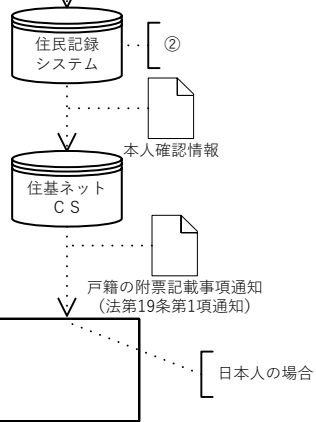 住民記録
システム
②
本人確認情報
住基ネット
ＣＳ
戸籍の附票記載事項通知
（法第19条第1項通知）
日本人の場合